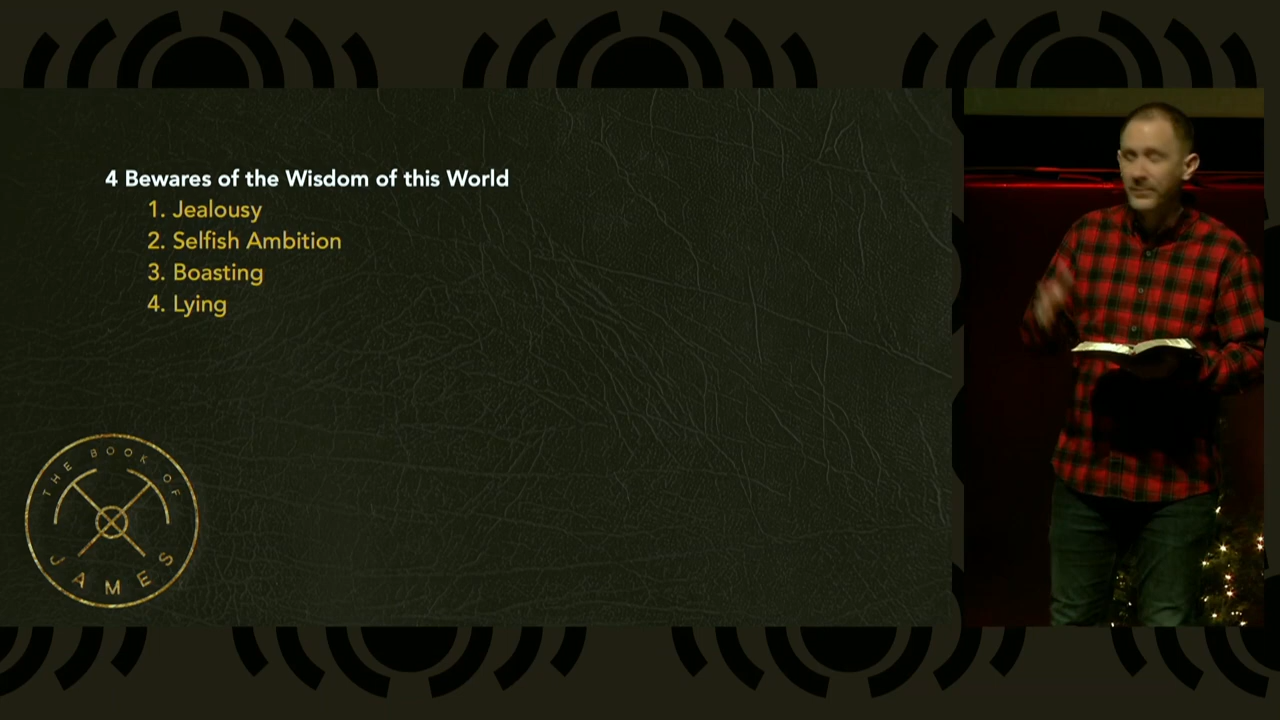 4 Bewares of the Wisdom of this World
1. Jealousy
2. Selfish Ambition
3. Boasting
4. Lying
THE BOOK OF
JAMES